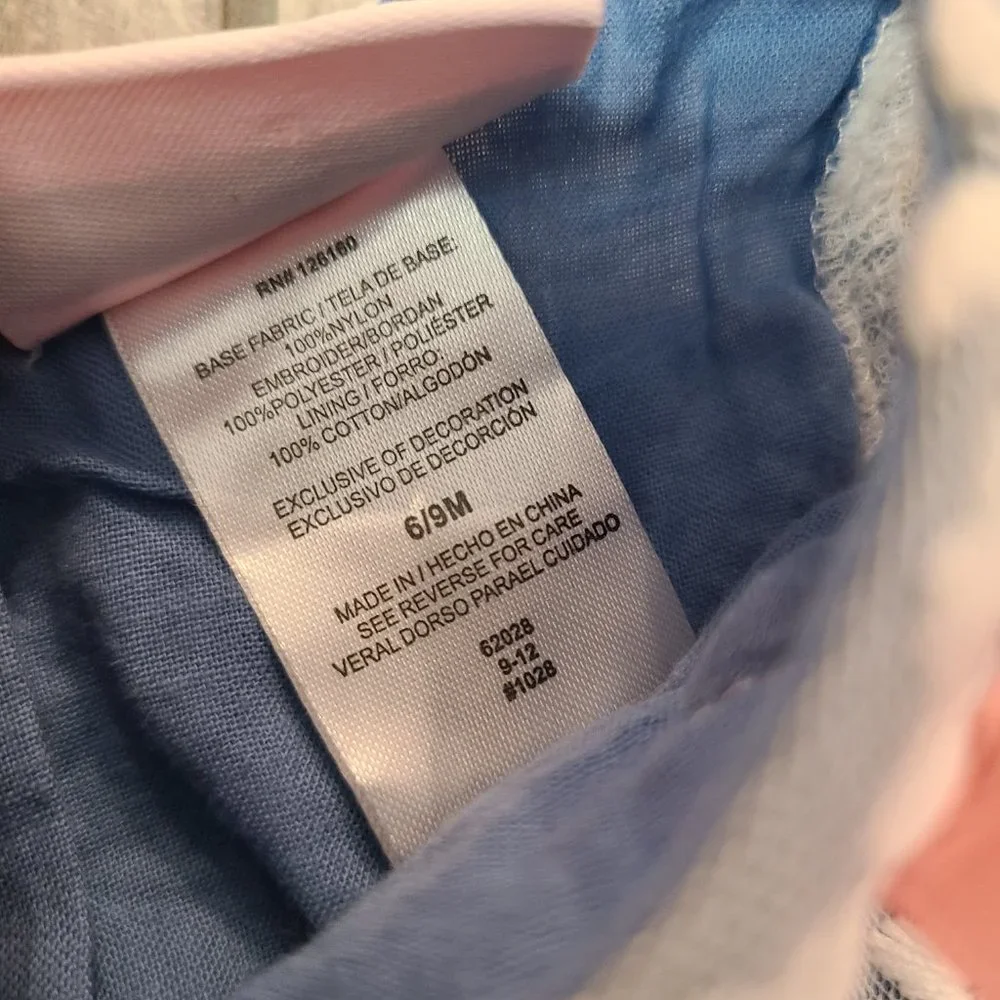 RN# 126160
BASE FABRIC / TELA DE BASE:
100%NYLON
EMBROIDER/BORDAN
100%POLYESTER / POLIÉSTER
LINING / FORRO:
100% COTTON/ALGODÓN
EXCLUSIVE OF DECORATION
EXCLUSIVO DE DECORCIÓN
6/9M
MADE IN / HECHO EN CHINA
SEE REVERSE FOR CARE
VERAL DORSO PARAEL CUIDADO
62028
9-12
#1028